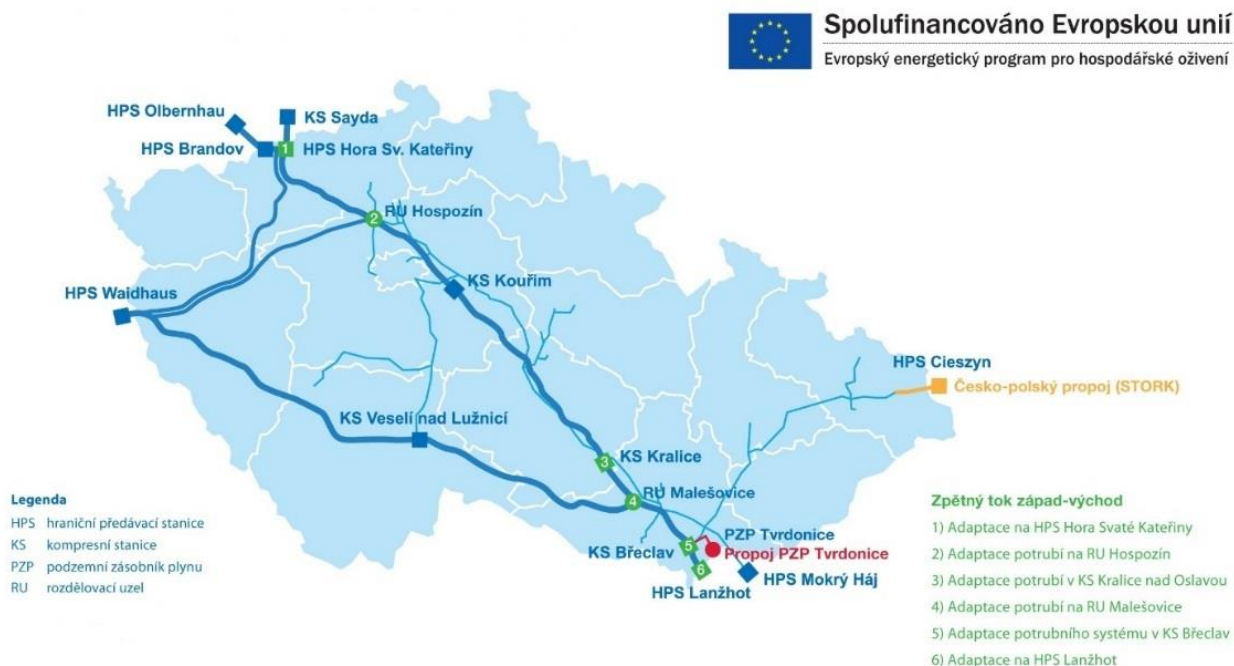 Spolufinancováno Evropskou unií
Evropský energetický program pro hospodářské oživení
HPS Olbernhau
KS Sayda
HPS Brandov
1
HPS Hora Sv. Kateřiny
2
RU Hospozín
KS Kouřim
HPS Waidhaus
HPS Cieszyn
Česko-polský propoj (STORK)
KS Veselí nad Lužnicí
3
KS Kralice
4
RU Malešovice
PZP Tvrdonice
5
KS Břeclav
Propoj PZP Tvrdonice
6
HPS Mokrý Háj
HPS Lanžhot
Legenda
HPS hraniční předávací stanice
KS kompresní stanice
PZP podzemní zásobník plynu
RU rozdělovací uzel
Zpětný tok západ-východ
1) Adaptace na HPS Hora Svaté Kateřiny
2) Adaptace potrubí na RU Hospozín
3) Adaptace potrubí v KS Kralice nad Oslavou
4) Adaptace potrubí na RU Malešovice
5) Adaptace potrubního systému v KS Břeclav
6) Adaptace na HPS Lanžhot